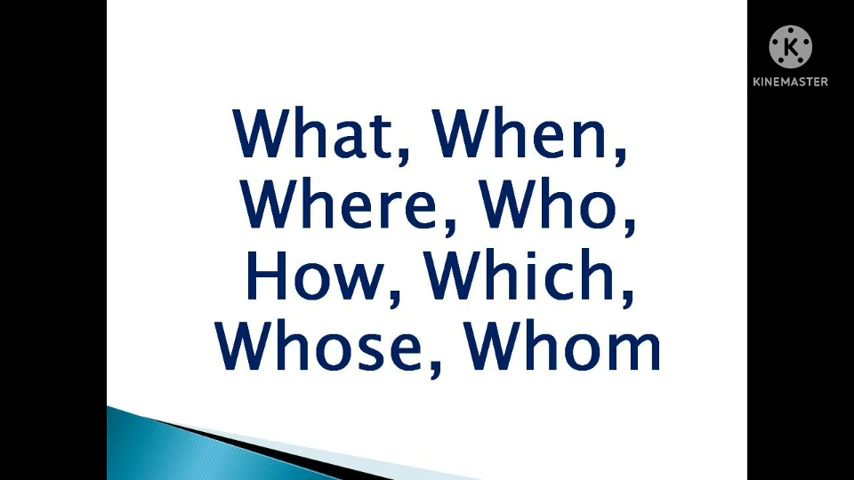 What, When,
Where, Who,
How, Which,
Whose, Whom
KINEMASTER